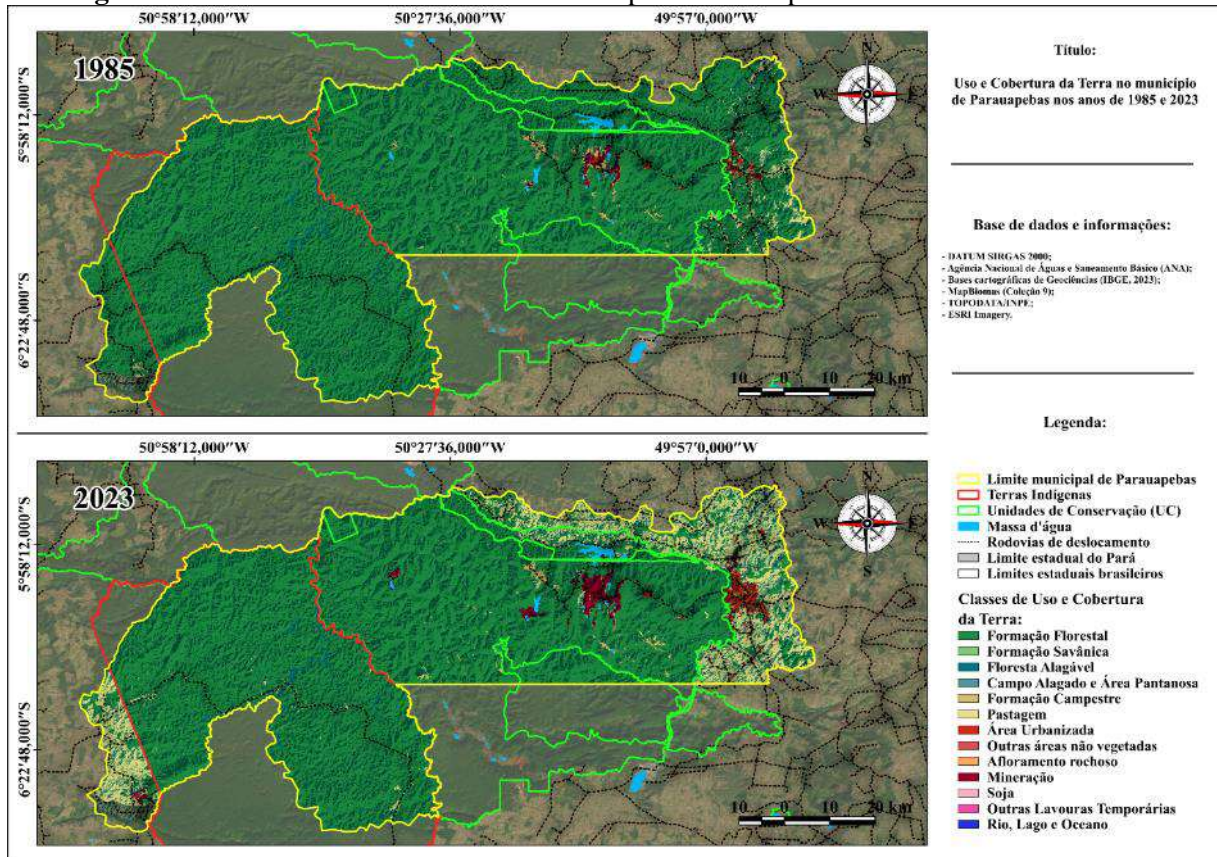 50°58'12,000"W
50°27'36,000"W
49°57'0,000"W
1985
5°58'12,000"S
6°22'48,000"S
N
W
E
S
10 0 10 20 km
50°58'12,000"W
50°27'36,000"W
49°57'0,000"W
2023
5°58'12,000"S
6°22'48,000"S
N
W
E
S
10 0 10 20 km
Título:
Uso e Cobertura da Terra no município
de Parauapebas nos anos de 1985 e 2023
Base de dados e informações:
- DATUM SIRGAS 2000;
- Agência Nacional de Águas e Saneamento Básico (ANA);
- Bases cartográficas de Geociências (IBGE, 2023);
- MapBiomas (Coleção 9);
- TOPODATA/INPE;
- ESRI Imagery.
Legenda:
Limite municipal de Parauapebas
Terras Indígenas
Unidades de Conservação (UC)
Massa d'água
Rodovias de deslocamento
Limite estadual do Pará
Limites estaduais brasileiros
Classes de Uso e Cobertura
da Terra:
Formação Florestal
Formação Savânica
Floresta Alagável
Campo Alagado e Área Pantanosa
Formação Campestre
Pastagem
Área Urbanizada
Outras áreas não vegetadas
Afloramento rochoso
Mineração
Soja
Outras Lavouras Temporárias
Rio, Lago e Oceano